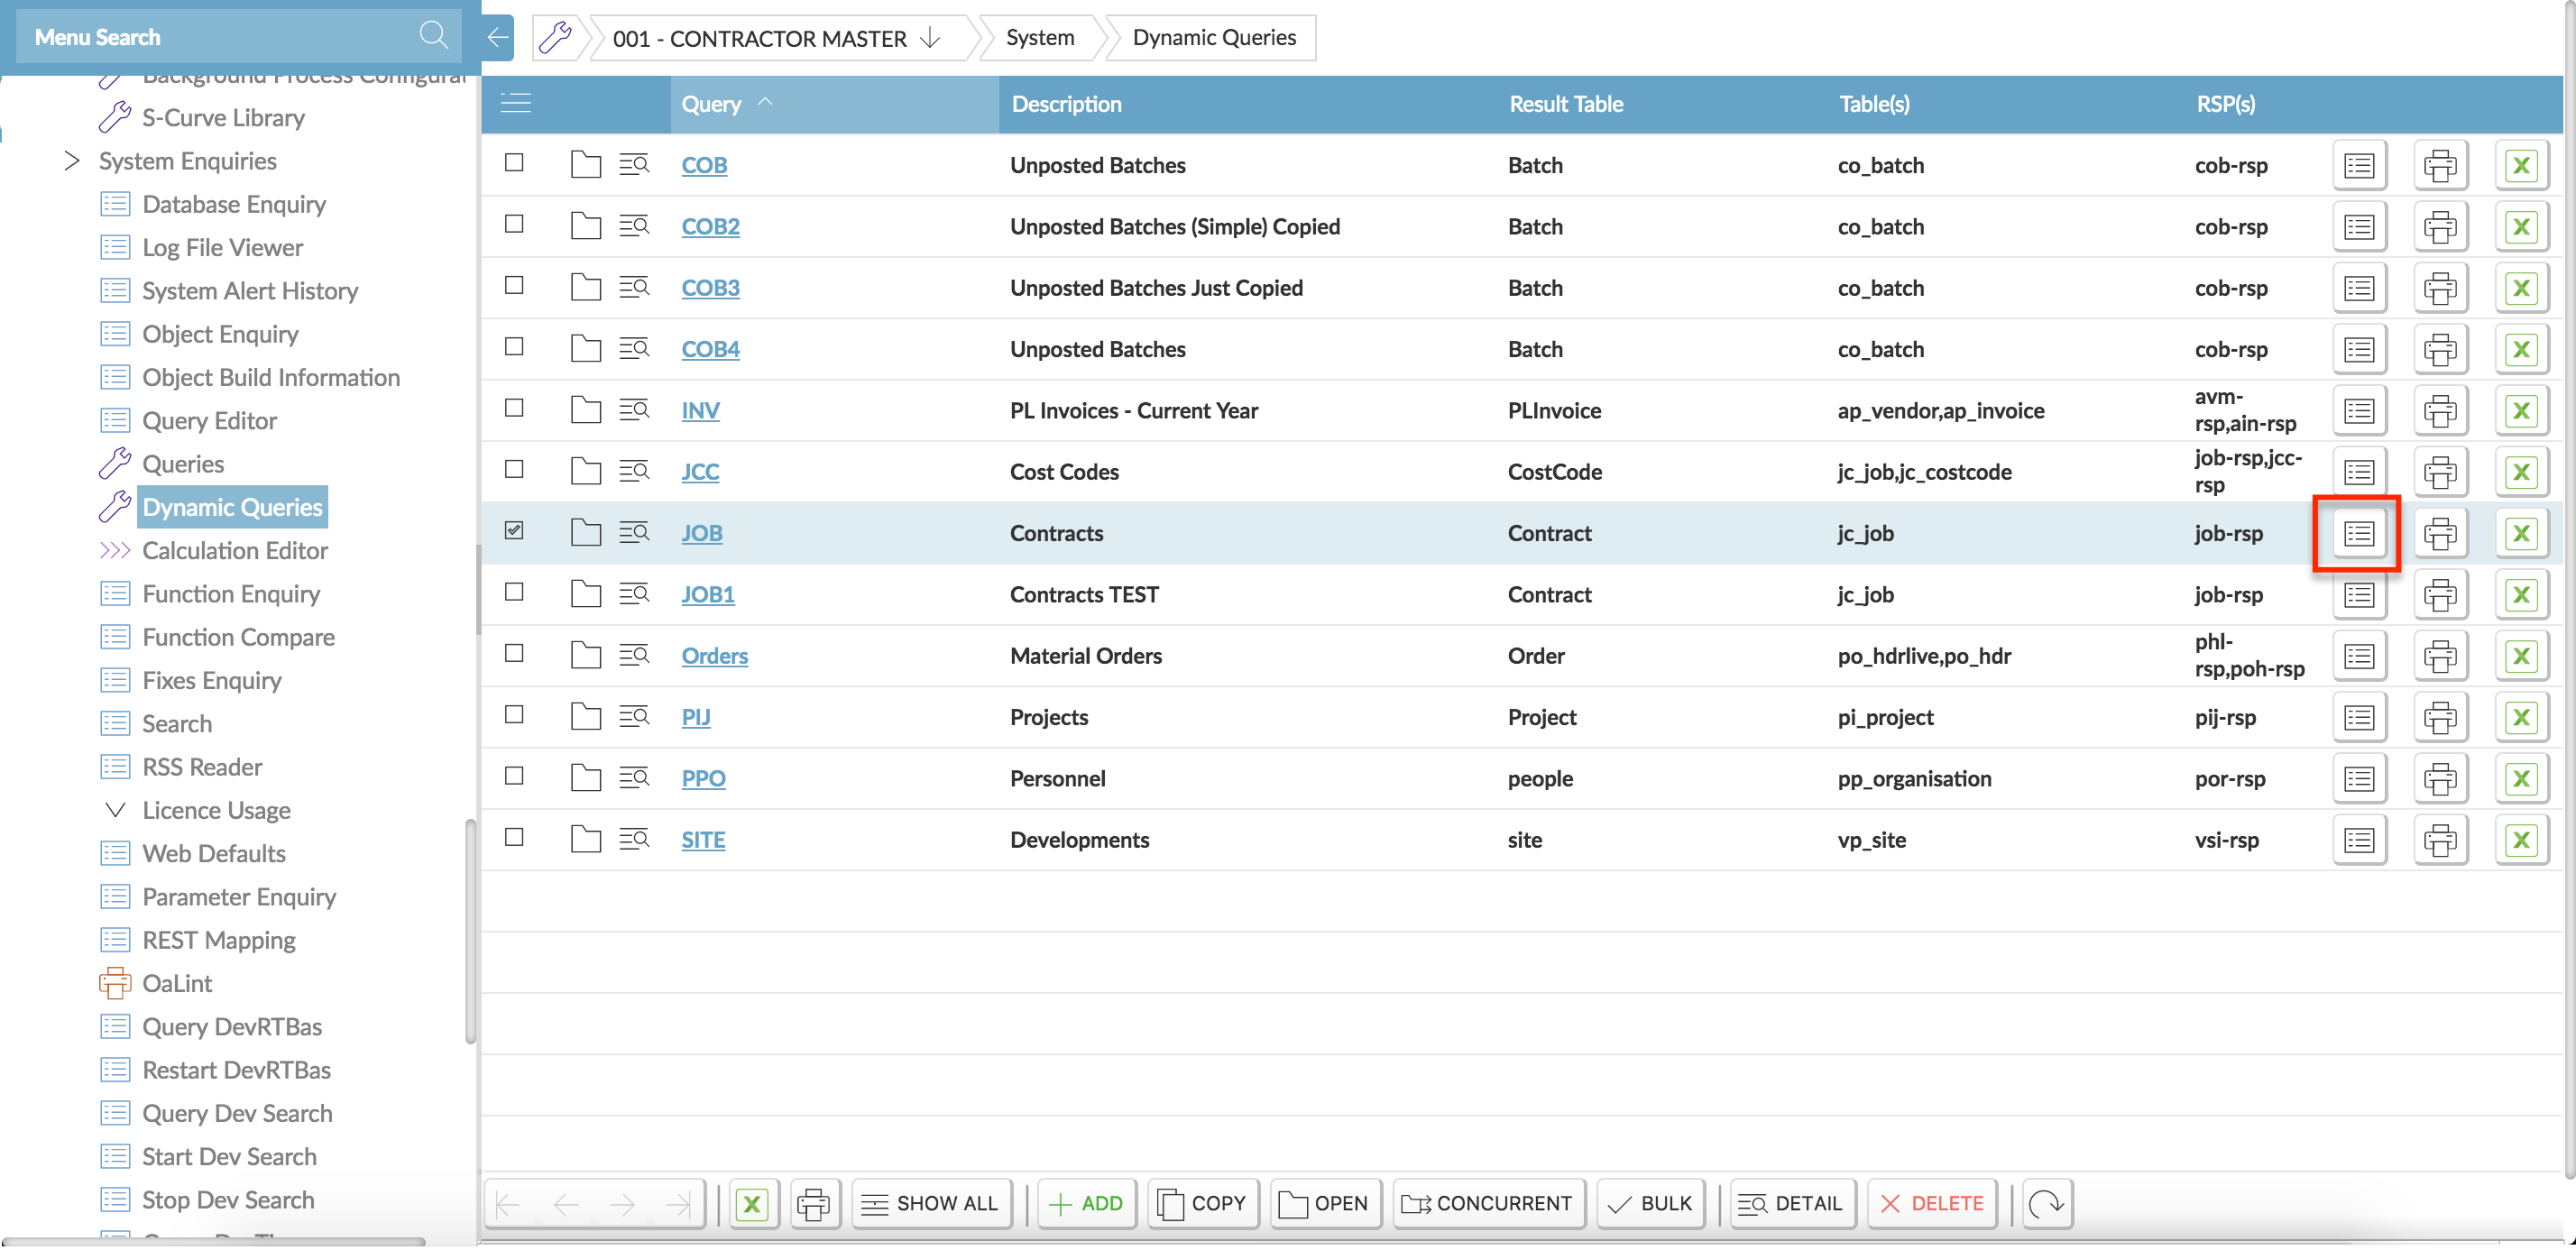 Menu Search
001 - CONTRACTOR MASTER
System
Dynamic Queries
Background Process Configurat
S-Curve Library
System Enquiries
Database Enquiry
Log File Viewer
System Alert History
Object Enquiry
Object Build Information
Query Editor
Queries
Dynamic Queries
Calculation Editor
Function Enquiry
Function Compare
Fixes Enquiry
Search
RSS Reader
Licence Usage
Web Defaults
Parameter Enquiry
REST Mapping
OaLint
Query DevRTBas
Restart DevRTBas
Query Dev Search
Start Dev Search
Stop Dev Search
Query Description Result Table Table(s) RSP(s)
COB Unposted Batches Batch co_batch cob-rsp
COB2 Unposted Batches (Simple) Copied Batch co_batch cob-rsp
COB3 Unposted Batches Just Copied Batch co_batch cob-rsp
COB4 Unposted Batches Batch co_batch cob-rsp
INV PL Invoices - Current Year PLInvoice ap_vendor,ap_invoice avm-
rsp,ain-rsp
JCC Cost Codes CostCode jc_job,jc_costcode job-rsp,jcc-
rsp
JOB Contracts Contract jc_job job-rsp
JOB1 Contracts TEST Contract jc_job job-rsp
Orders Material Orders Order po_hdrlive,po_hdr phl-
rsp,poh-rsp
PIJ Projects Project pi_project pij-rsp
PPO Personnel people pp_organisation por-rsp
SITE Developments site vp_site vsi-rsp
SHOW ALL ADD COPY OPEN CONCURRENT BULK DETAIL DELETE